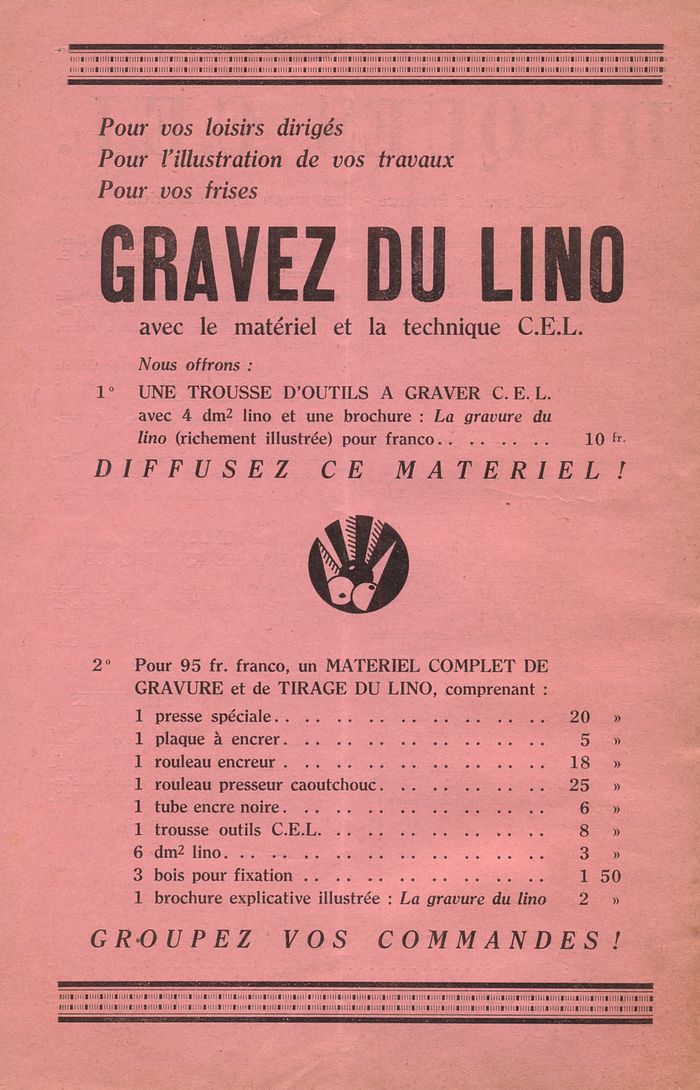 Pour vos loisirs dirigés
Pour l'illustration de vos travaux
Pour vos frises
GRAVEZ DU LINO
avec le matériel et la technique C.E.L.
Nous offrons :
1° UNE TROUSSE D'OUTILS A GRAVER C. E. L.
avec 4 dm2 lino et une brochure : La gravure du
lino (richement illustrée) pour franco.. .. .. .. .. 10 fr.
DIFFUSEZ CE MATERIEL !
2° Pour 95 fr. franco, un MATERIEL COMPLET DE
GRAVURE et de TIRAGE DU LINO, comprenant :
1 presse spéciale.. .. .. .. .. .. .. .. .. 20 »
1 plaque à encrer. .. .. .. .. .. .. .. .. 5 »
1 rouleau encreur .. .. .. .. .. .. .. .. .. 18 »
1 rouleau presseur caoutchouc. .. .. .. .. .. 25 »
1 tube encre noire. .. .. .. .. .. .. .. .. 6 »
1 trousse outils C.E.L. .. .. .. .. .. .. .. 8 »
6 dm2 lino. .. .. .. .. .. .. .. .. .. .. 3 »
3 bois pour fixation .. .. .. .. .. .. .. .. 1 50
1 brochure explicative illustrée : La gravure du lino 2 »
GROUPEZ VOS COMMANDES !